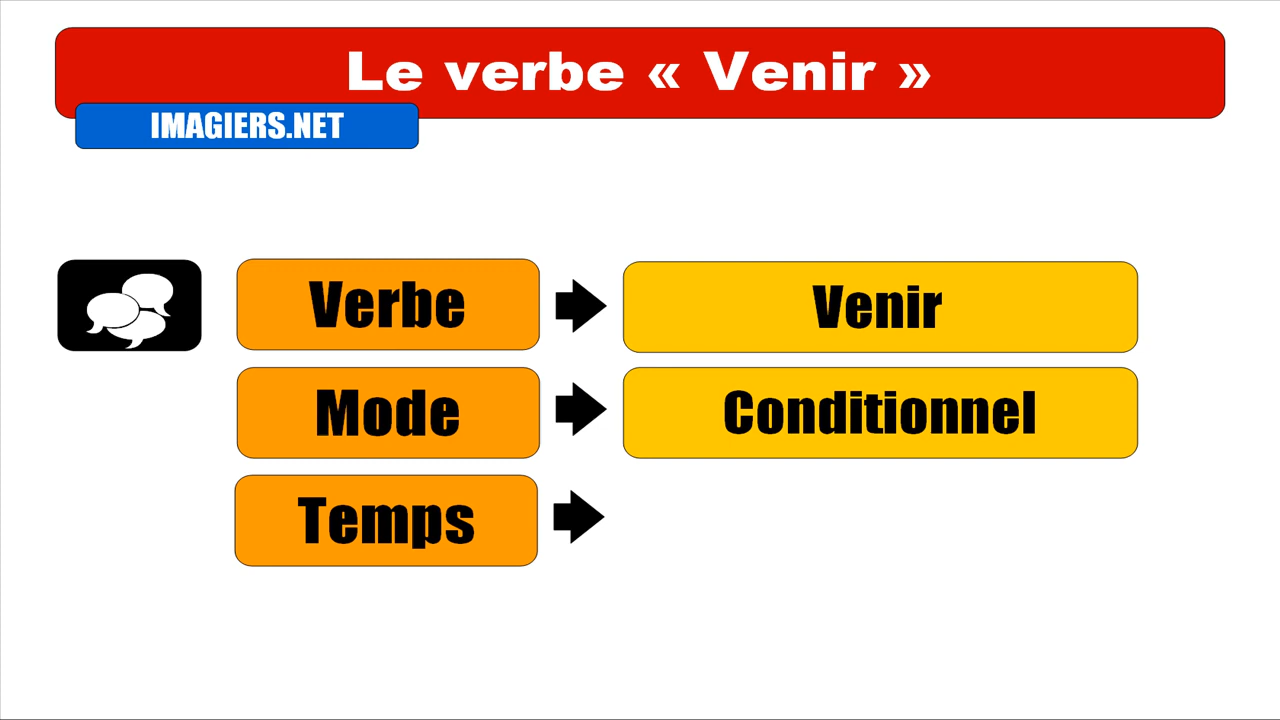 Le verbe « Venir »
IMAGIERS.NET
Verbe
Venir
Mode
Conditionnel
Temps